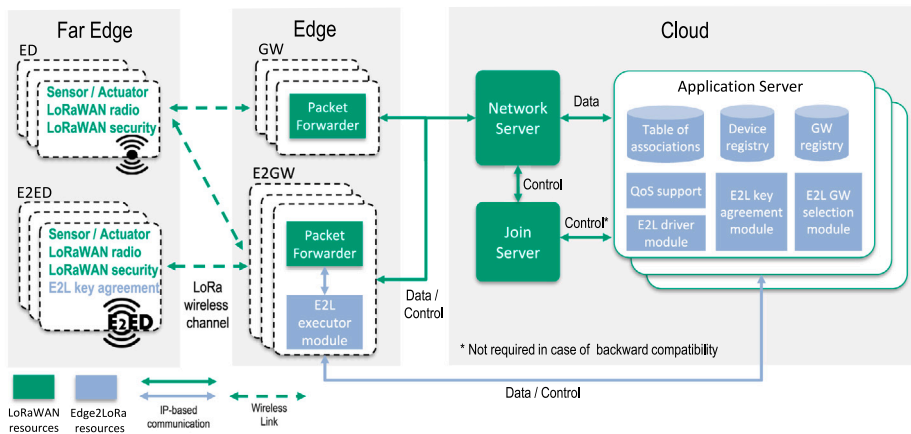 Far Edge
Edge
Cloud
ED
Sensor / Actuator
LoRaWAN radio
LoRaWAN security
E2ED
Sensor / Actuator
LoRaWAN radio
LoRaWAN security
E2L key agreement
E2ED
LoRa
wireless
channel
GW
Packet
Forwarder
E2GW
Packet
Forwarder
E2L
executor
module
Data /
Control
Network
Server
Data
Control
Join
Server
Control*
Application Server
Table of
associations
Device
registry
GW
registry
QoS support
E2L driver
module
E2L key
agreement
module
E2L GW
selection
module
* Not required in case of backward compatibility
Data / Control
LoRaWAN
resources
Edge2LoRa
resources
IP-based
communication
Wireless
Link